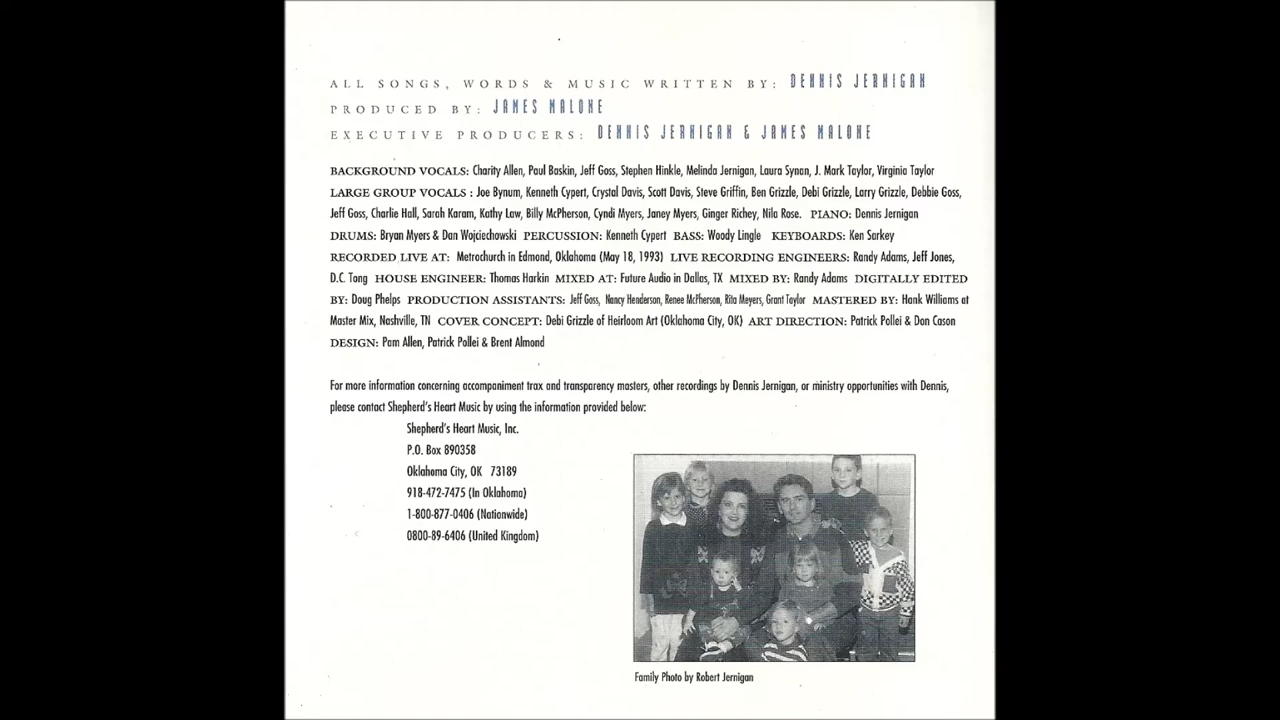 ALL SONGS, WORDS & MUSIC WRITTEN BY: DENNIS JERNIGAN
PRODUCED BY: JAMES MALONE
EXECUTIVE PRODUCERS: DENNIS JERNIGAN & JAMES MALONE
BACKGROUND VOCALS: Charity Allen, Paul Baskin, Jeff Goss, Stephen Hinkle, Melinda Jernigan, Laura Synan, J. Mark Taylor, Virginia Taylor
LARGE GROUP VOCALS : Joe Bynum, Kenneth Cypert, Crystal Davis, Scott Davis, Steve Griffin, Ben Grizzle, Debi Grizzle, Larry Grizzle, Debbie Goss,
Jeff Goss, Charlie Hall, Sarah Karam, Kathy Law, Billy McPherson, Cyndi Myers, Janey Myers, Ginger Richey, Nila Rose. PIANO: Dennis Jernigan
DRUMS: Bryan Myers & Dan Wojciechowski PERCUSSION: Kenneth Cypert BASS: Woody Lingle KEYBOARDS: Ken Sarkey
RECORDED LIVE AT: Metrochurch in Edmond, Oklahoma (May 18, 1993) LIVE RECORDING ENGINEERS: Randy Adams, Jeff Jones,
D.C. Tong HOUSE ENGINEER: Thomas Harkin MIXED AT: Future Audio in Dallas, TX MIXED BY: Randy Adams DIGITALLY EDITED
BY: Doug Phelps PRODUCTION ASSISTANTS: Jeff Goss, Nancy Henderson, Renee McPherson, Rita Meyers, Grant Taylor MASTERED BY: Hank Williams at
Master Mix, Nashville, TN COVER CONCEPT: Debi Grizzle of Heirloom Art (Oklahoma City, OK) ART DIRECTION: Patrick Pollei & Don Cason
DESIGN: Pam Allen, Patrick Pollei & Brent Almond
For more information concerning accompaniment trax and transparency masters, other recordings by Dennis Jernigan, or ministry opportunities with Dennis,
please contact Shepherd's Heart Music by using the information provided below:
Shepherd's Heart Music, Inc.
P.O. Box 890358
Oklahoma City, OK 73189
918-472-7475 (In Oklahoma)
1-800-877-0406 (Nationwide)
0800-89-6406 (United Kingdom)
Family Photo by Robert Jernigan